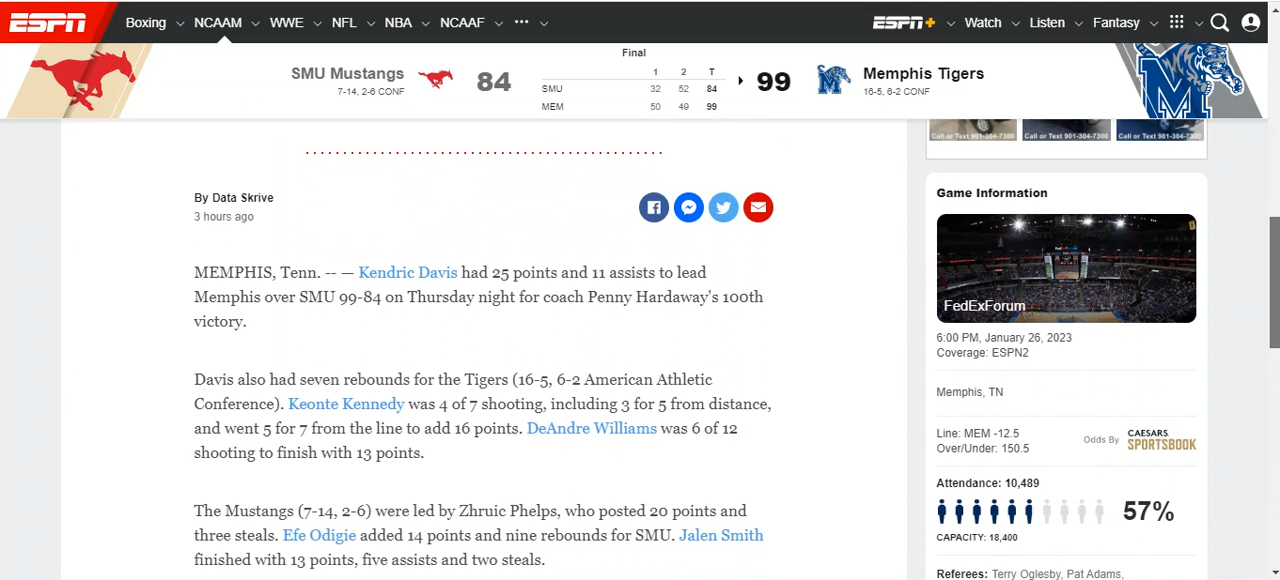 ESPN Boxing NCAAM WWE NFL NBA NCAAF ••• ESPN+ Watch Listen Fantasy
Final
SMU Mustangs
7-14, 2-6 CONF
84
1 2 T
SMU 32 52 84
MEM 50 49 99
99
Memphis Tigers
16-5, 6-2 CONF
M
Call or Text 901-304-7300 Call or Text 901-304-7300 Call or Text 901-304-7300
By Data Skrive
3 hours ago
MEMPHIS, Tenn. -- — Kendric Davis had 25 points and 11 assists to lead
Memphis over SMU 99-84 on Thursday night for coach Penny Hardaway's 100th
victory.
Davis also had seven rebounds for the Tigers (16-5, 6-2 American Athletic
Conference). Keonte Kennedy was 4 of 7 shooting, including 3 for 5 from distance,
and went 5 for 7 from the line to add 16 points. DeAndre Williams was 6 of 12
shooting to finish with 13 points.
The Mustangs (7-14, 2-6) were led by Zhruic Phelps, who posted 20 points and
three steals. Efe Odigie added 14 points and nine rebounds for SMU. Jalen Smith
finished with 13 points, five assists and two steals.
Game Information
FedExForum
6:00 PM, January 26, 2023
Coverage: ESPN2
Memphis, TN
Line: MEM -12.5
Over/Under: 150.5
Odds By CAESARS
SPORTSBOOK
Attendance: 10,489
57%
CAPACITY: 18,400
Referees: Terry Oglesby, Pat Adams,